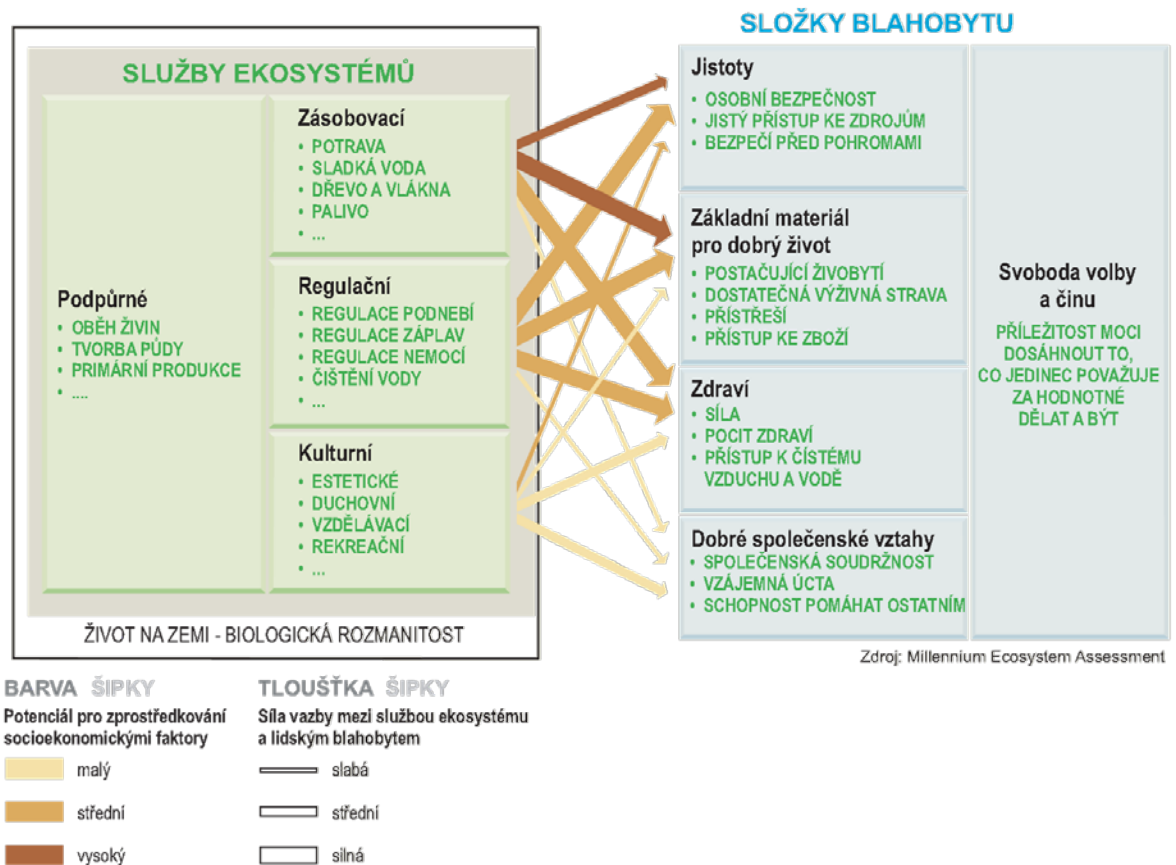 SLUŽBY EKOSYSTÉMŮ
Podpůrné
• OBĚH ŽIVIN
• TVORBA PŮDY
• PRIMÁRNÍ PRODUKCE
• ....
Zásobovací
• POTRAVA
• SLADKÁ VODA
• DŘEVO A VLÁKNA
• PALIVO
• ...
Regulační
• REGULACE PODNEBÍ
• REGULACE ZÁPLAV
• REGULACE NEMOCÍ
• ČIŠTĚNÍ VODY
• ...
Kulturní
• ESTETICKÉ
• DUCHOVNÍ
• VZDĚLÁVACÍ
• REKREAČNÍ
• ...
ŽIVOT NA ZEMI - BIOLOGICKÁ ROZMANITOST
SLOŽKY BLAHOBYTU
Jistoty
• OSOBNÍ BEZPEČNOST
• JISTÝ PŘÍSTUP KE ZDROJŮM
• BEZPEČÍ PŘED POHROMAMI
Základní materiál
pro dobrý život
• POSTAČUJÍCÍ ŽIVOBYTÍ
• DOSTATEČNÁ VÝŽIVNÁ STRAVA
• PŘÍSTŘEŠÍ
• PŘÍSTUP KE ZBOŽÍ
Zdraví
• SÍLA
• POCIT ZDRAVÍ
• PŘÍSTUP K ČÍSTÉMU
VZDUCHU A VODĚ
Dobré společenské vztahy
• SPOLEČENSKÁ SOUDRŽNOST
• VZÁJEMNÁ ÚCTA
• SCHOPNOST POMÁHAT OSTATNÍM
Svoboda volby
a činu
PŘÍLEŽITOST MOCI
DOSÁHNOUT TO,
CO JEDINEC POVAŽUJE
ZA HODNOTNÉ
DĚLAT A BÝT
Zdroj: Millennium Ecosystem Assessment
BARVA ŠIPKY
Potenciál pro zprostředkování
socioekonomickými faktory
malý
střední
vysoký
TLOUŠŤKA ŠIPKY
Síla vazby mezi službou ekosystému
a lidským blahobytem
slabá
střední
silná